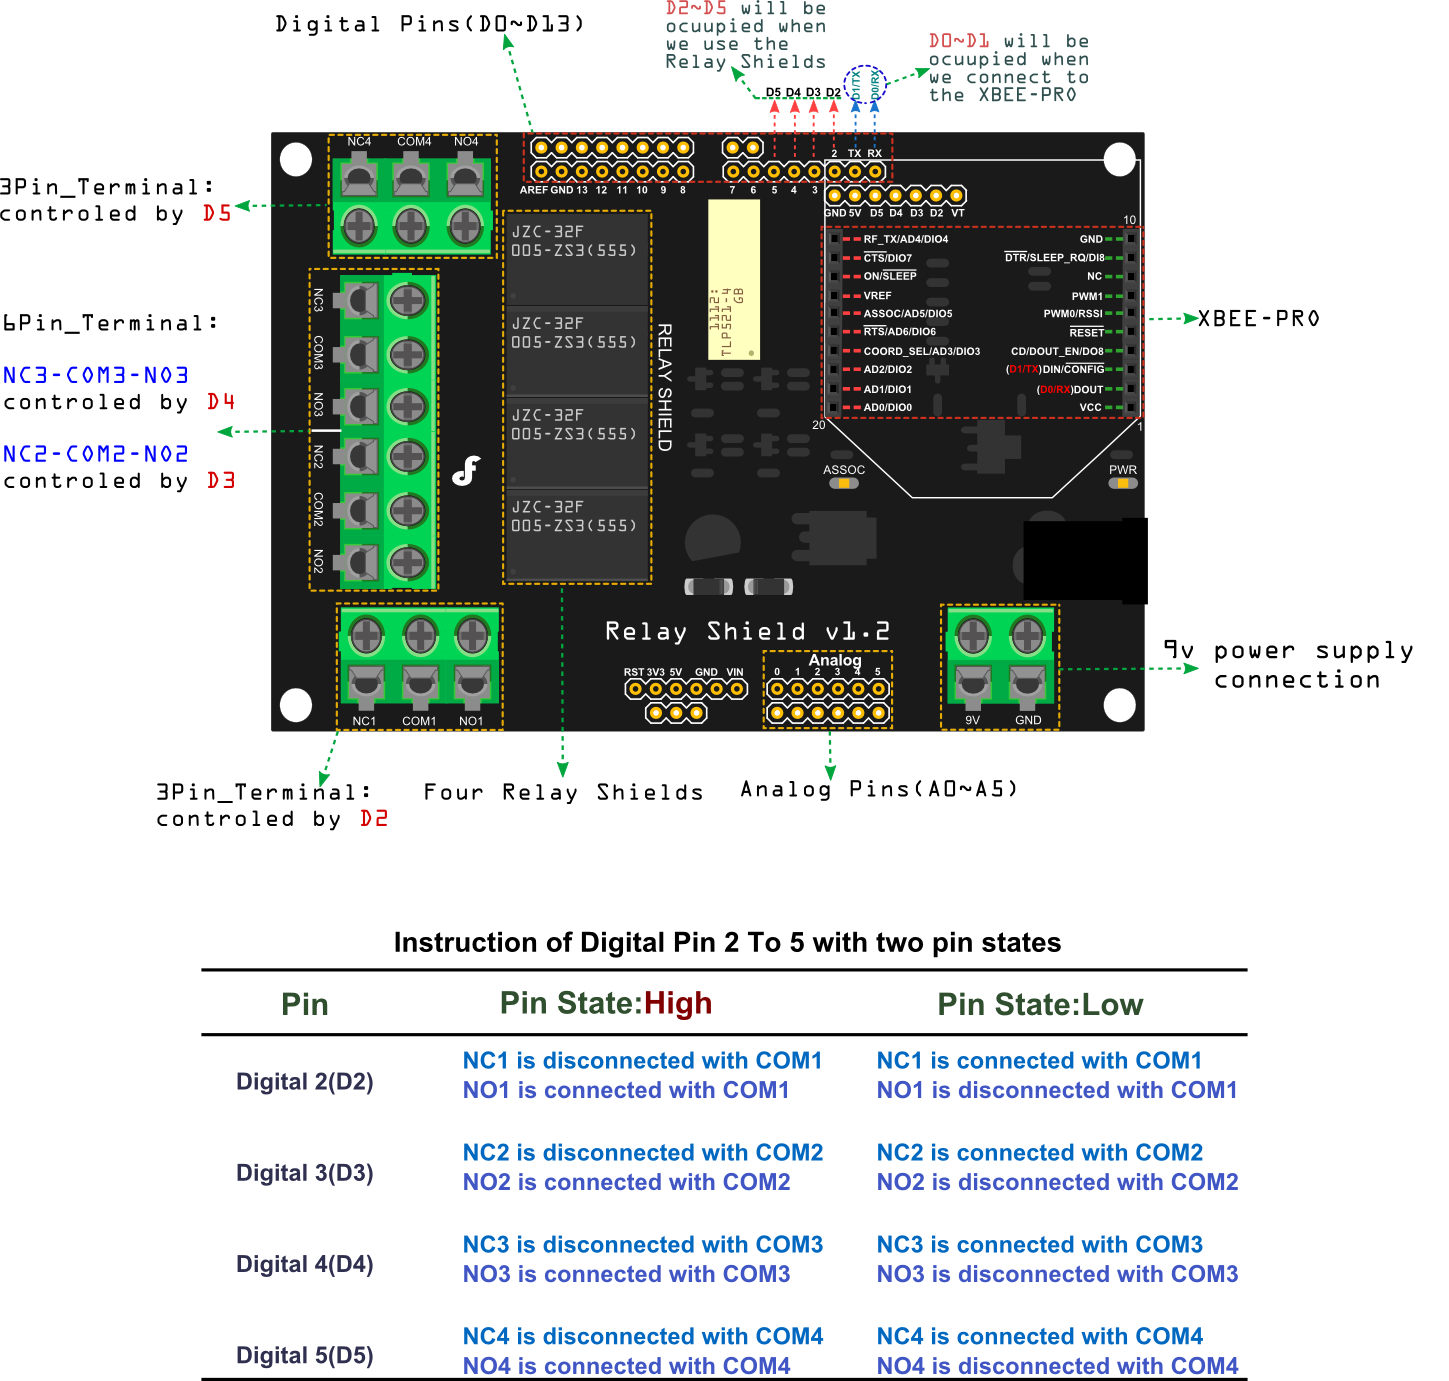 Digital Pins(D0~D13)
D2~D5 will be
ocuupied when
we use the
Relay Shields
D0~D1 will be
ocuupied when
we connect to
the XBEE-PRO
D5 D4 D3 D2 D1/TX D0/RX
NC4 COM4 NO4
2 TX RX
AREF GND 13 12 11 10 9 8 7 6 5 4 3
3Pin_Terminal:
controled by D5
GND 5V D5 D4 D3 D2 VT
10
JZC-32F
005-ZS3(555)
JZC-32F
005-ZS3(555)
JZC-32F
005-ZS3(555)
JZC-32F
005-ZS3(555)
1112:
TLP521-4
GB
RELAY SHIELD
RF_TX/AD4/DIO4 GND
CTS/DIO7 DTR/SLEEP_RQ/DI8
ON/SLEEP NC
VREF PWM1
ASSOC/AD5/DIO5 PWM0/RSSI
RTS/AD6/DIO6 RESET
COORD_SEL/AD3/DIO3 CD/DOUT_EN/DO8
AD2/DIO2 (D1/TX)DIN/CONFIG
AD1/DIO1 (D0/RX)DOUT
AD0/DIO0 VCC
20 1
XBEE-PRO
6Pin_Terminal:
NC3-COM3-NO3
controled by D4
NC2-COM2-NO2
controled by D3
NC3
COM3
NO3
NC2
COM2
NO2
ASSOC PWR
Relay Shield v1.2
9v power supply
connection
Analog
RST 3V3 5V GND VIN 0 1 2 3 4 5
NC1 COM1 NO1
9V GND
3Pin_Terminal:
controled by D2
Four Relay Shields
Analog Pins(A0~A5)
Instruction of Digital Pin 2 To 5 with two pin states
Pin Pin State:High Pin State:Low
Digital 2(D2)
NC1 is disconnected with COM1 NC1 is connected with COM1
NO1 is connected with COM1 NO1 is disconnected with COM1
Digital 3(D3)
NC2 is disconnected with COM2 NC2 is connected with COM2
NO2 is connected with COM2 NO2 is disconnected with COM2
Digital 4(D4)
NC3 is disconnected with COM3 NC3 is connected with COM3
NO3 is connected with COM3 NO3 is disconnected with COM3
Digital 5(D5)
NC4 is disconnected with COM4 NC4 is connected with COM4
NO4 is connected with COM4 NO4 is disconnected with COM4